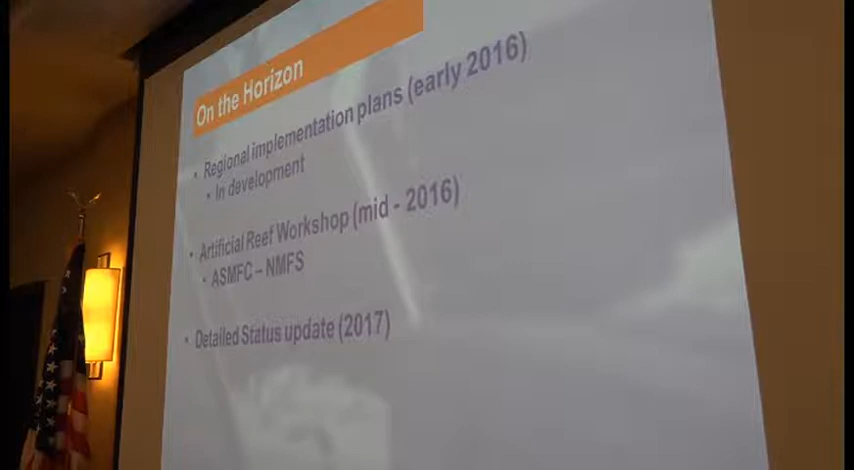 On the Horizon
• Regional implementation plans (early 2016)
• In development
• Artificial Reef Workshop (mid - 2016)
• ASMFC – NMFS
• Detailed Status update (2017)